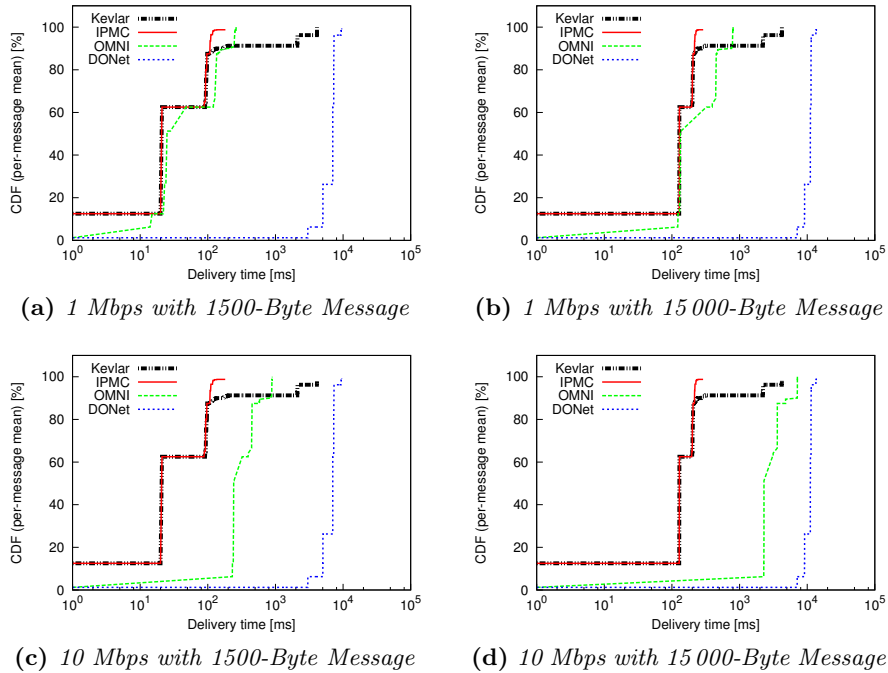 CDF (per-message mean) [%]
100
80
60
40
20
0
Kevlar
IPMC
OMNI
DONet
10^0 10^1 10^2 10^3 10^4 10^5
Delivery time [ms]
(a) 1 Mbps with 1500-Byte Message
CDF (per-message mean) [%]
100
80
60
40
20
0
Kevlar
IPMC
OMNI
DONet
10^0 10^1 10^2 10^3 10^4 10^5
Delivery time [ms]
(b) 1 Mbps with 15 000-Byte Message
CDF (per-message mean) [%]
100
80
60
40
20
0
Kevlar
IPMC
OMNI
DONet
10^0 10^1 10^2 10^3 10^4 10^5
Delivery time [ms]
(c) 10 Mbps with 1500-Byte Message
CDF (per-message mean) [%]
100
80
60
40
20
0
Kevlar
IPMC
OMNI
DONet
10^0 10^1 10^2 10^3 10^4 10^5
Delivery time [ms]
(d) 10 Mbps with 15 000-Byte Message